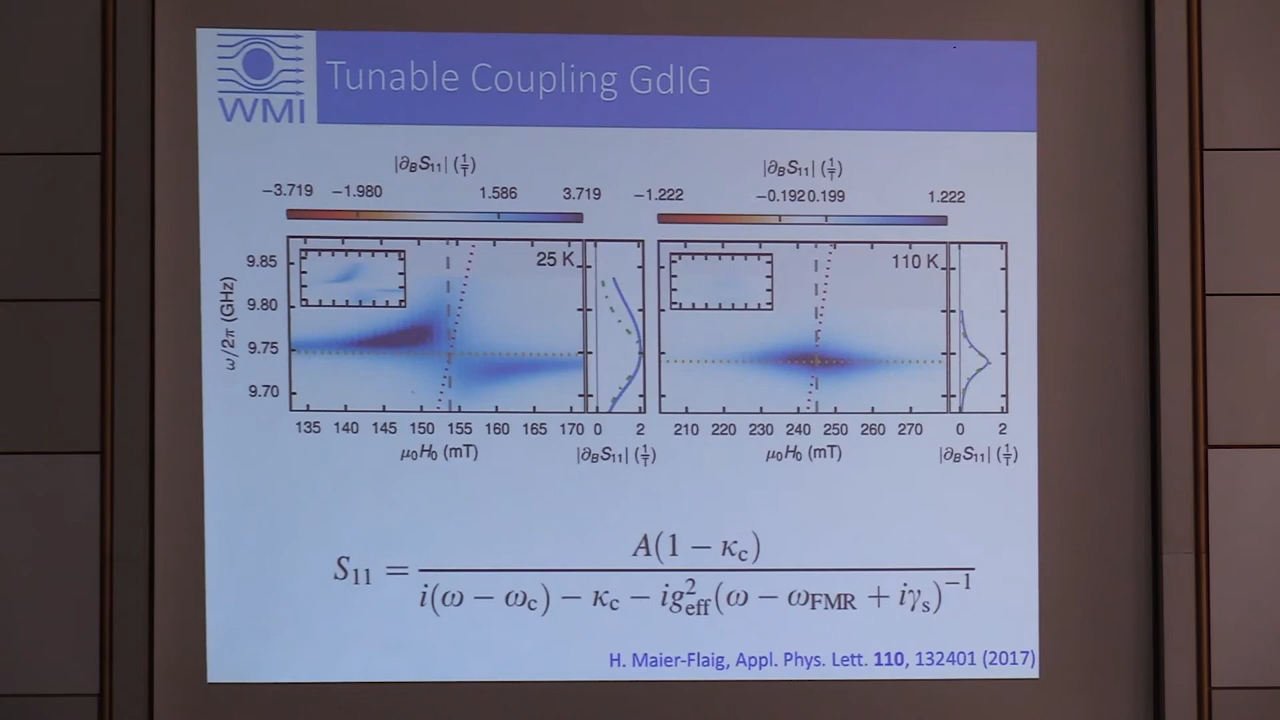 WMI
Tunable Coupling GdIG
|∂BS11| (1/T)
−3.719 −1.980 1.586 3.719
|∂BS11| (1/T)
−1.222 −0.192 0.199 1.222
25 K
110 K
9.85
9.80
9.75
9.70
ω/2π (GHz)
135 140 145 150 155 160 165 170 0 2
μ0H0 (mT)
|∂BS11| (1/T)
210 220 230 240 250 260 270 0 2
μ0H0 (mT)
|∂BS11| (1/T)
A(1 − κc)
S11 =
i(ω − ωc) − κc − ig²eff(ω − ωFMR + iγs)⁻¹
H. Maier-Flaig, Appl. Phys. Lett. 110, 132401 (2017)